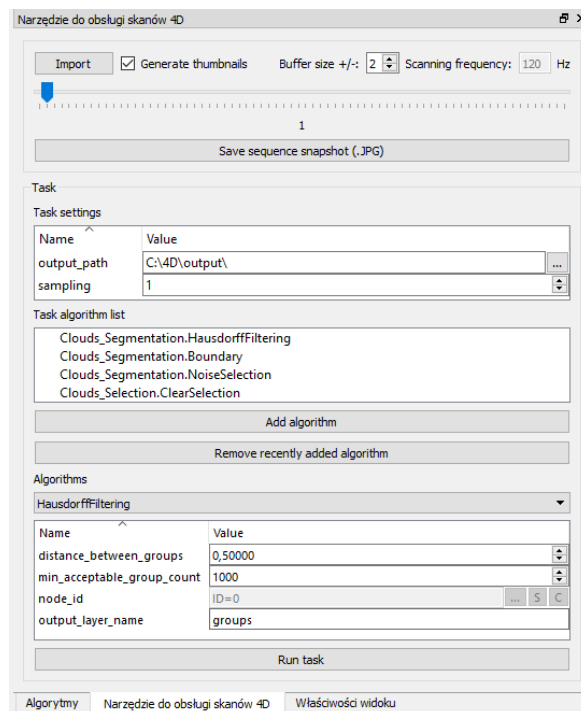 Narzędzie do obsługi skanów 4D
Import Generate thumbnails Buffer size +/-: 2 Scanning frequency: 120 Hz
1
Save sequence snapshot (.JPG)
Task
Task settings
Name Value
output_path C:\4D\output\ ...
sampling 1
Task algorithm list
Clouds_Segmentation.HausdorffFiltering
Clouds_Segmentation.Boundary
Clouds_Segmentation.NoiseSelection
Clouds_Selection.ClearSelection
Add algorithm
Remove recently added algorithm
Algorithms
HausdorffFiltering
Name Value
distance_between_groups 0,50000
min_acceptable_group_count 1000
node_id ID=0 ... S C
output_layer_name groups
Run task
Algorytmy Narzędzie do obsługi skanów 4D Właściwości widoku